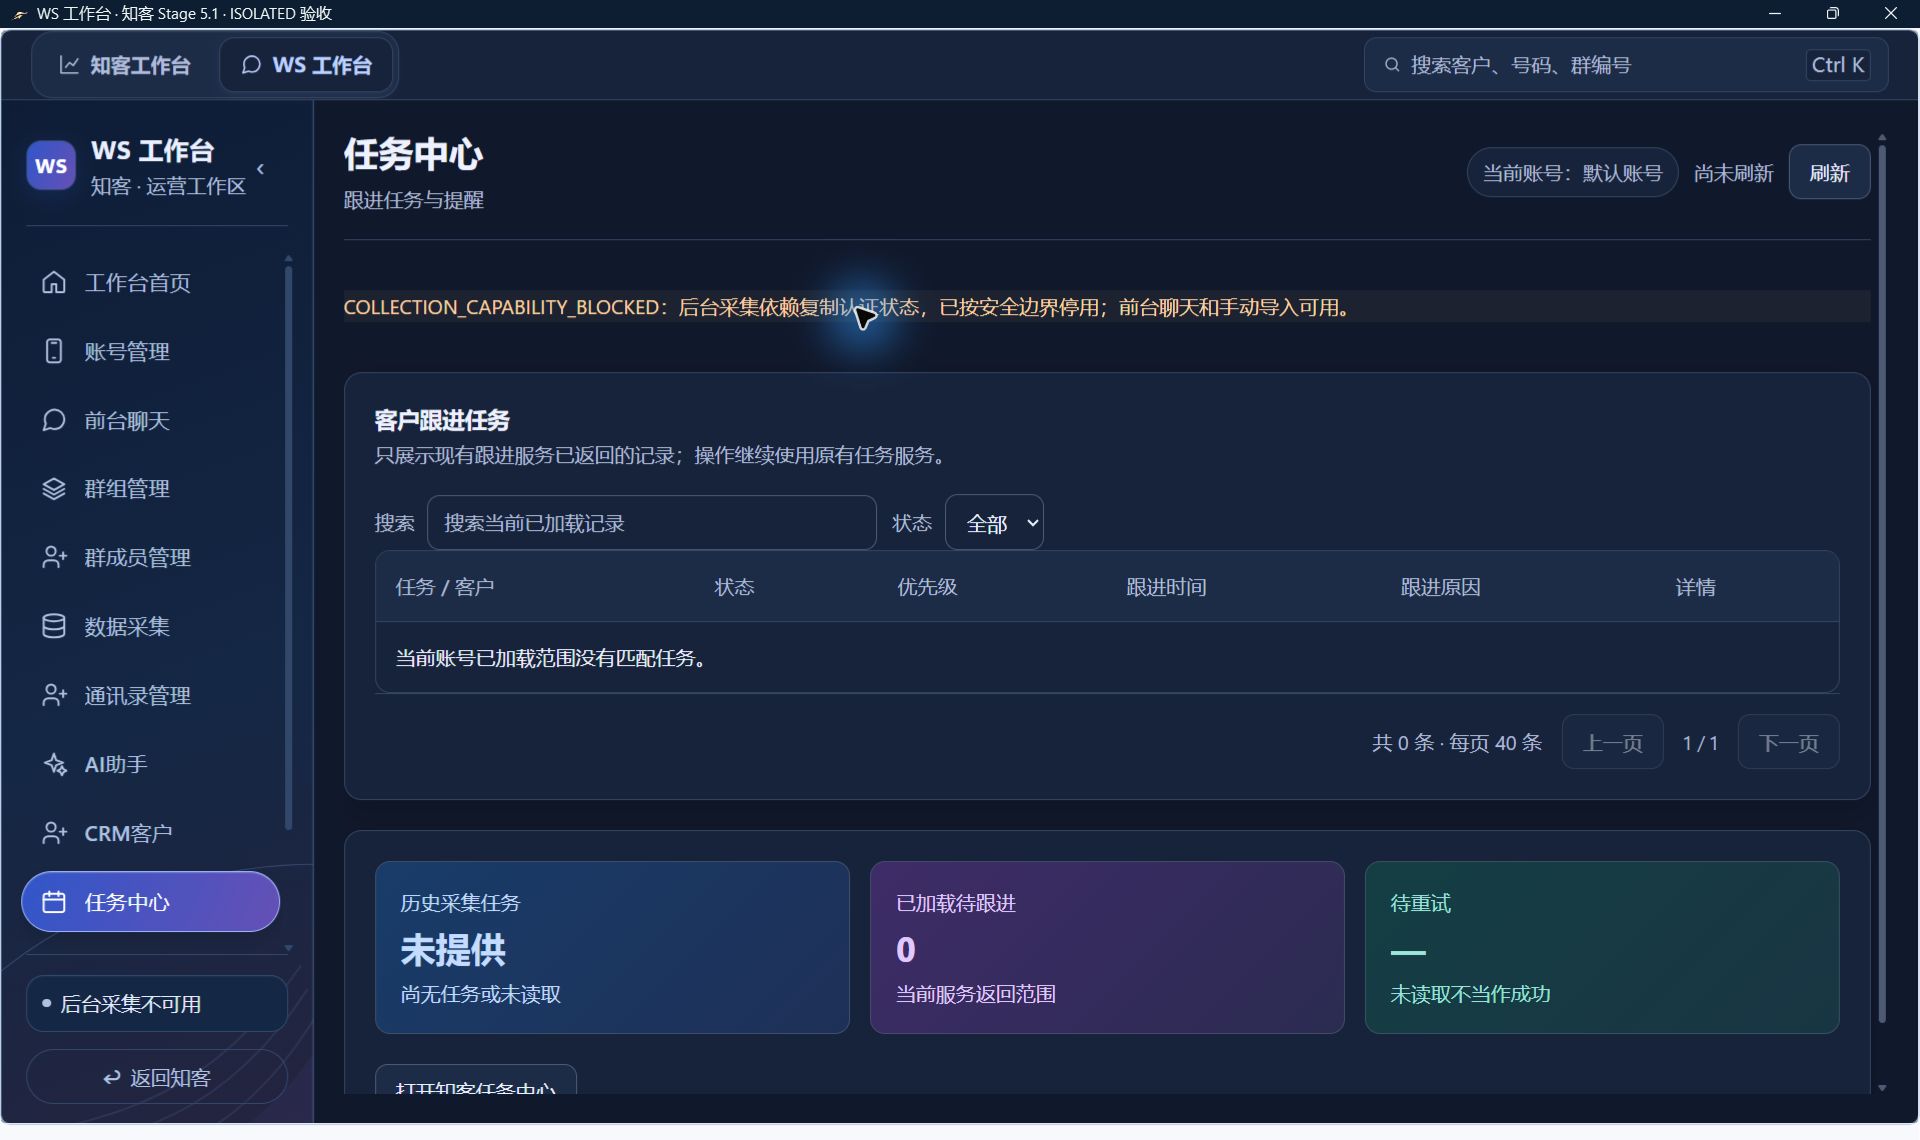 WS 工作台 · 知客 Stage 5.1 · ISOLATED 验收
知客工作台
WS 工作台
搜索客户、号码、群编号
Ctrl K
WS
WS 工作台
知客 · 运营工作区
工作台首页
账号管理
前台聊天
群组管理
群成员管理
数据采集
通讯录管理
AI助手
CRM客户
任务中心
后台采集不可用
返回知客
任务中心
跟进任务与提醒
当前账号：默认账号
尚未刷新
刷新
COLLECTION_CAPABILITY_BLOCKED：后台采集依赖复制认证状态，已按安全边界停用；前台聊天和手动导入可用。
客户跟进任务
只展示现有跟进服务已返回的记录；操作继续使用原有任务服务。
搜索
搜索当前已加载记录
状态
全部
任务 / 客户
状态
优先级
跟进时间
跟进原因
详情
当前账号已加载范围没有匹配任务。
共 0 条 · 每页 40 条
上一页
1 / 1
下一页
历史采集任务
未提供
尚无任务或未读取
已加载待跟进
0
当前服务返回范围
待重试
—
未读取不当作成功
打开知客任务中心